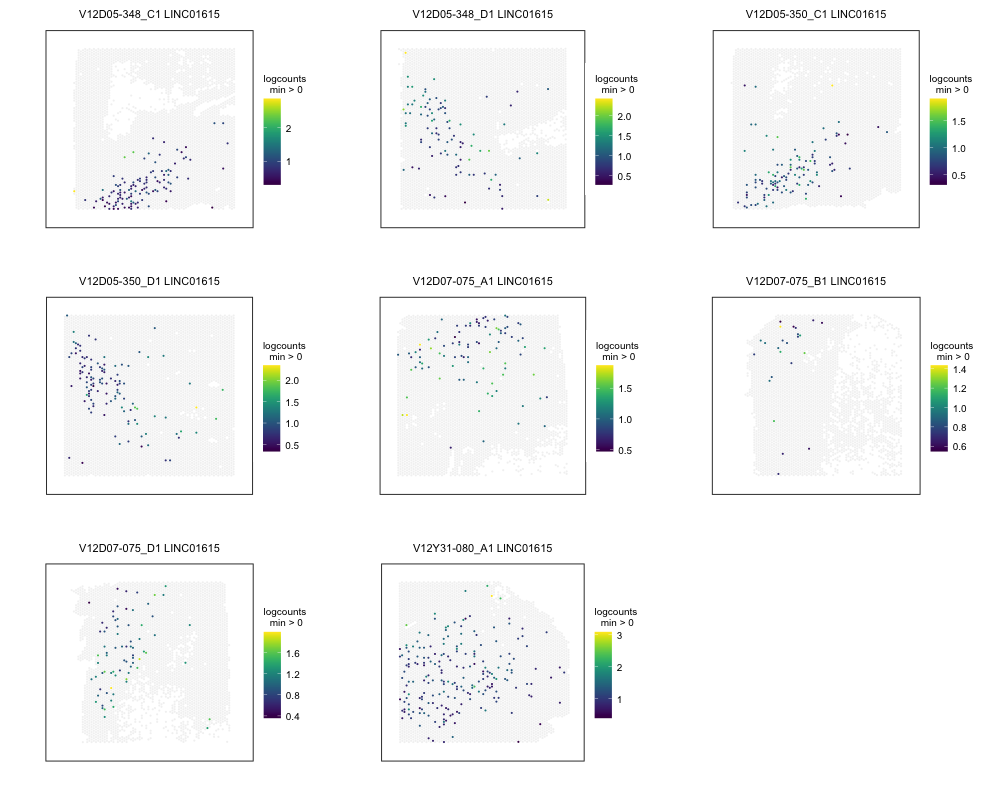 V12D05-348_C1 LINC01615
logcounts
min > 0
2
1
V12D05-348_D1 LINC01615
logcounts
min > 0
2.0
1.5
1.0
0.5
V12D05-350_C1 LINC01615
logcounts
min > 0
1.5
1.0
0.5
V12D05-350_D1 LINC01615
logcounts
min > 0
2.0
1.5
1.0
0.5
V12D07-075_A1 LINC01615
logcounts
min > 0
1.5
1.0
0.5
V12D07-075_B1 LINC01615
logcounts
min > 0
1.4
1.2
1.0
0.8
0.6
V12D07-075_D1 LINC01615
logcounts
min > 0
1.6
1.2
0.8
0.4
V12Y31-080_A1 LINC01615
logcounts
min > 0
3
2
1